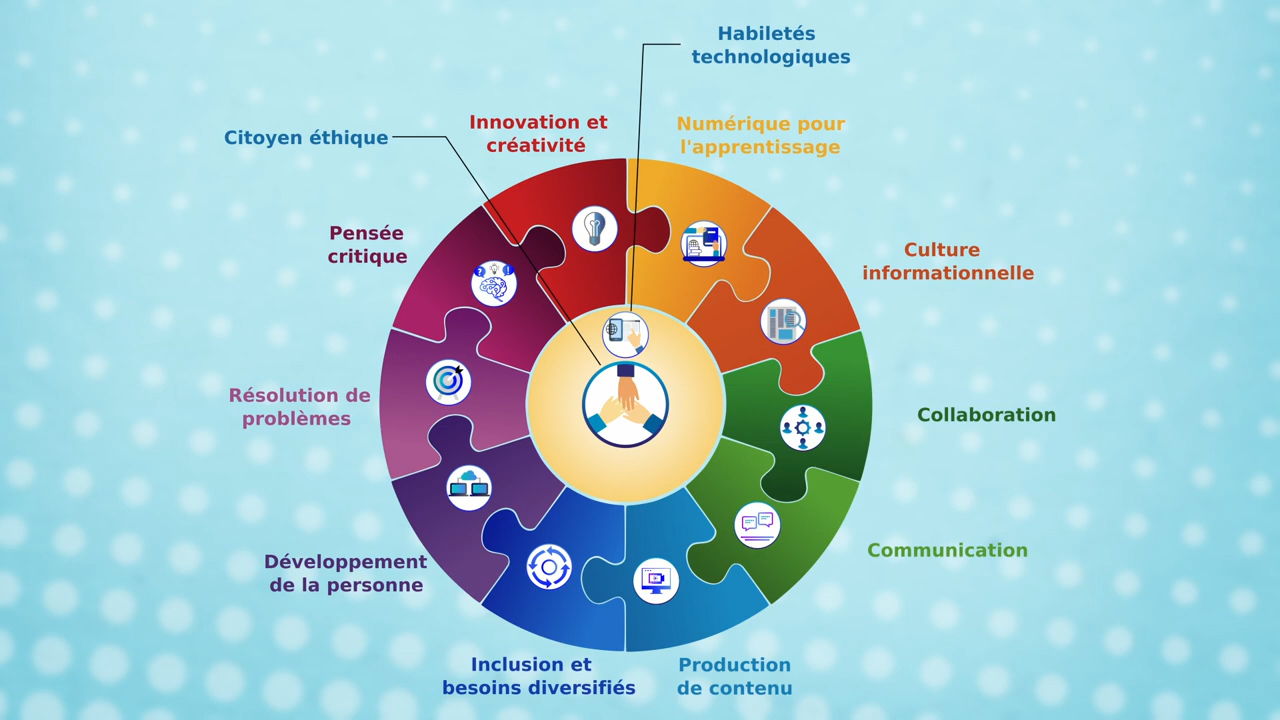 Habiletés
technologiques
Citoyen éthique
Innovation et
créativité
Numérique pour
l'apprentissage
Pensée
critique
Culture
informationnelle
Résolution de
problèmes
Collaboration
Développement
de la personne
Communication
Inclusion et
besoins diversifiés
Production
de contenu